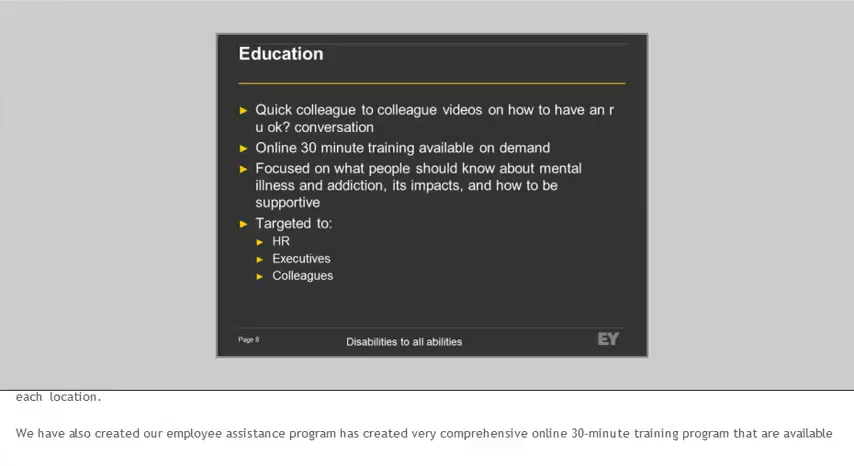 Education
► Quick colleague to colleague videos on how to have an r
u ok? conversation
► Online 30 minute training available on demand
► Focused on what people should know about mental
illness and addiction, its impacts, and how to be
supportive
► Targeted to:
► HR
► Executives
► Colleagues
Page 8 Disabilities to all abilities EY
each location.
We have also created our employee assistance program has created very comprehensive online 30-minute training program that are available